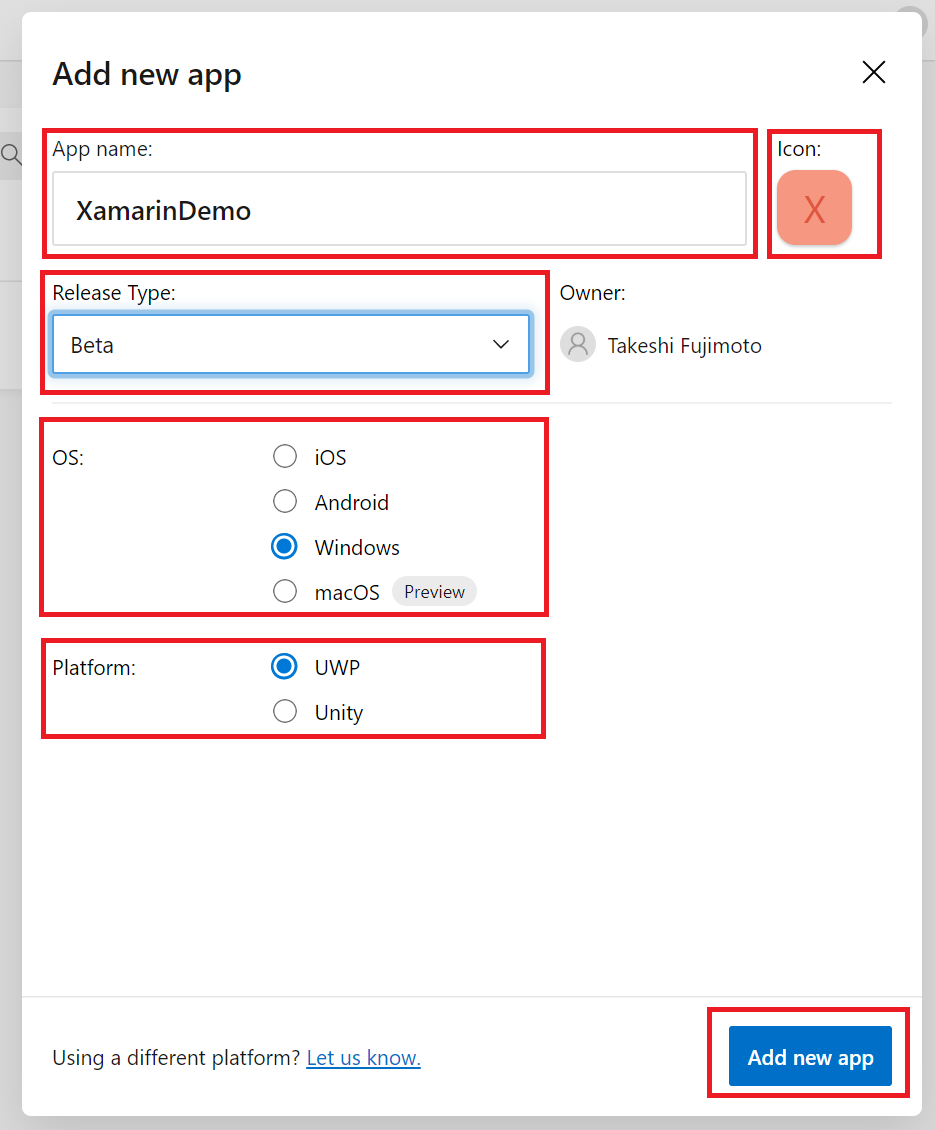 Add new app
App name:
Icon:
XamarinDemo
X
Release Type:
Owner:
Beta
Takeshi Fujimoto
OS:
iOS
Android
Windows
macOS Preview
Platform:
UWP
Unity
Using a different platform? Let us know.
Add new app